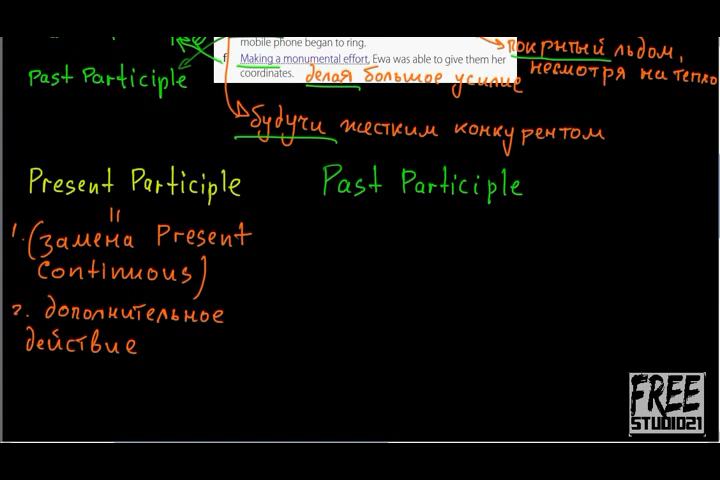 mobile phone began to ring.
f Making a monumental effort, Ewa was able to give them her
coordinates. делая большое усилие
покрытый льдом,
несмотря на тепло
Past Participle
будучи жестким конкурентом
Present Participle
Past Participle
=
1. (замена Present
Continuous)
2. дополнительное
действие
FREE
STUDIO21